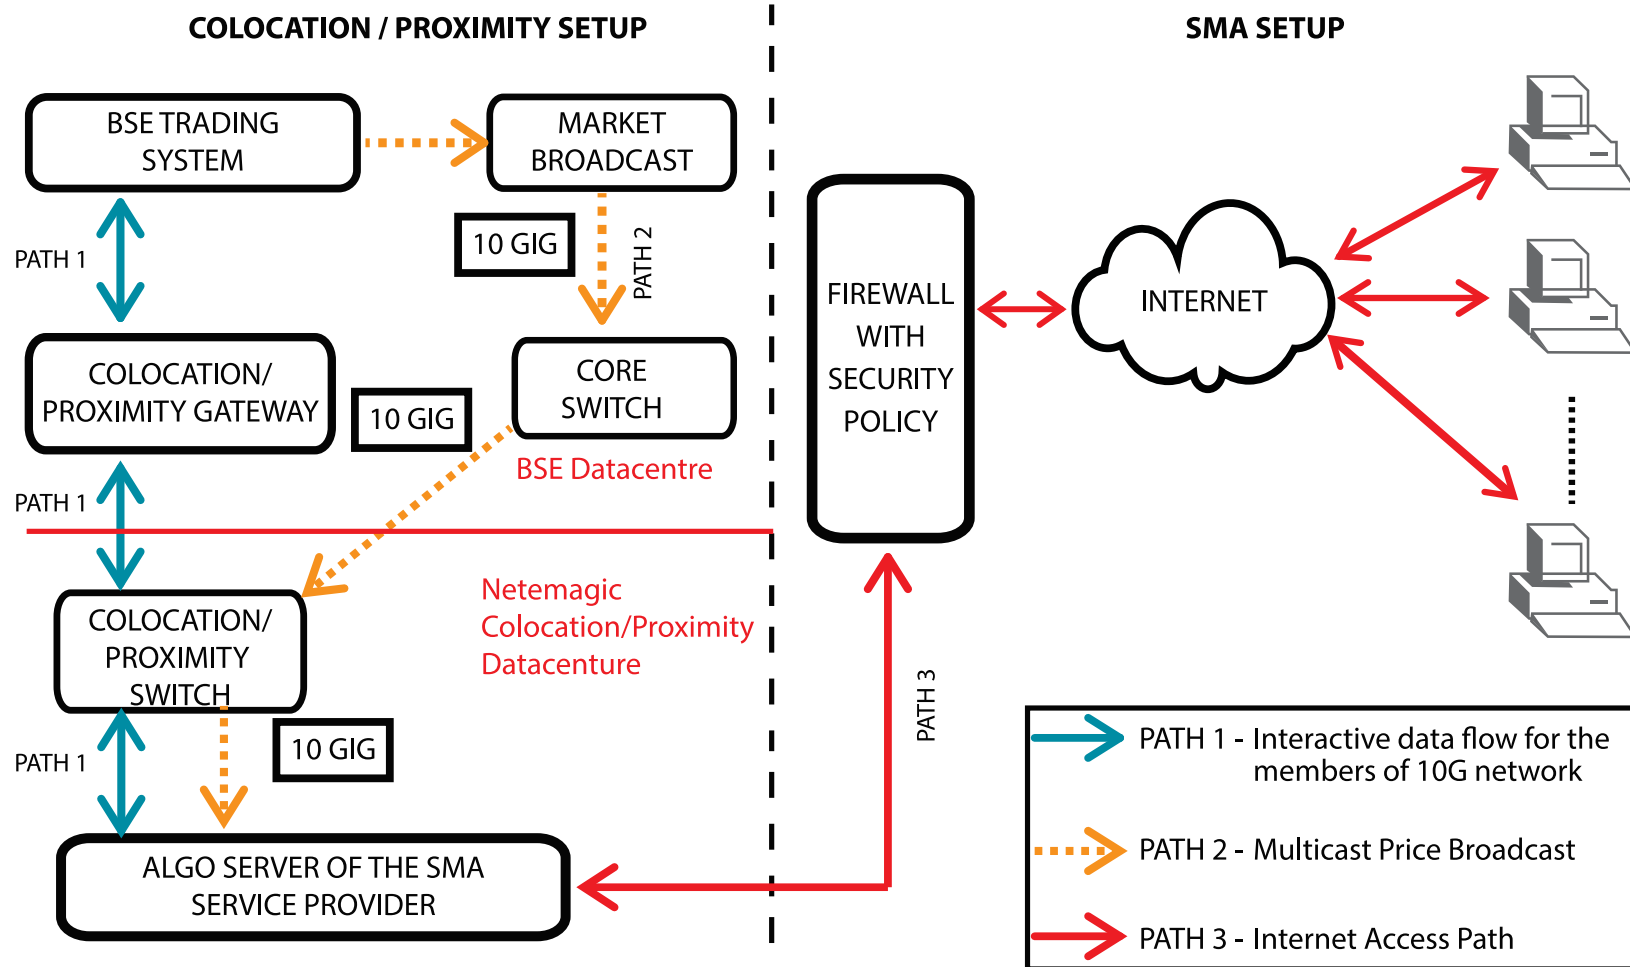 COLOCATION / PROXIMITY SETUP
SMA SETUP
BSE TRADING
SYSTEM
MARKET
BROADCAST
PATH 1
10 GIG
PATH 2
COLOCATION/
PROXIMITY GATEWAY
10 GIG
CORE
SWITCH
BSE Datacentre
PATH 1
Netemagic
Colocation/Proximity
Datacenture
COLOCATION/
PROXIMITY
SWITCH
PATH 1
10 GIG
ALGO SERVER OF THE SMA
SERVICE PROVIDER
FIREWALL
WITH
SECURITY
POLICY
INTERNET
PATH 3
PATH 1 - Interactive data flow for the
members of 10G network
PATH 2 - Multicast Price Broadcast
PATH 3 - Internet Access Path